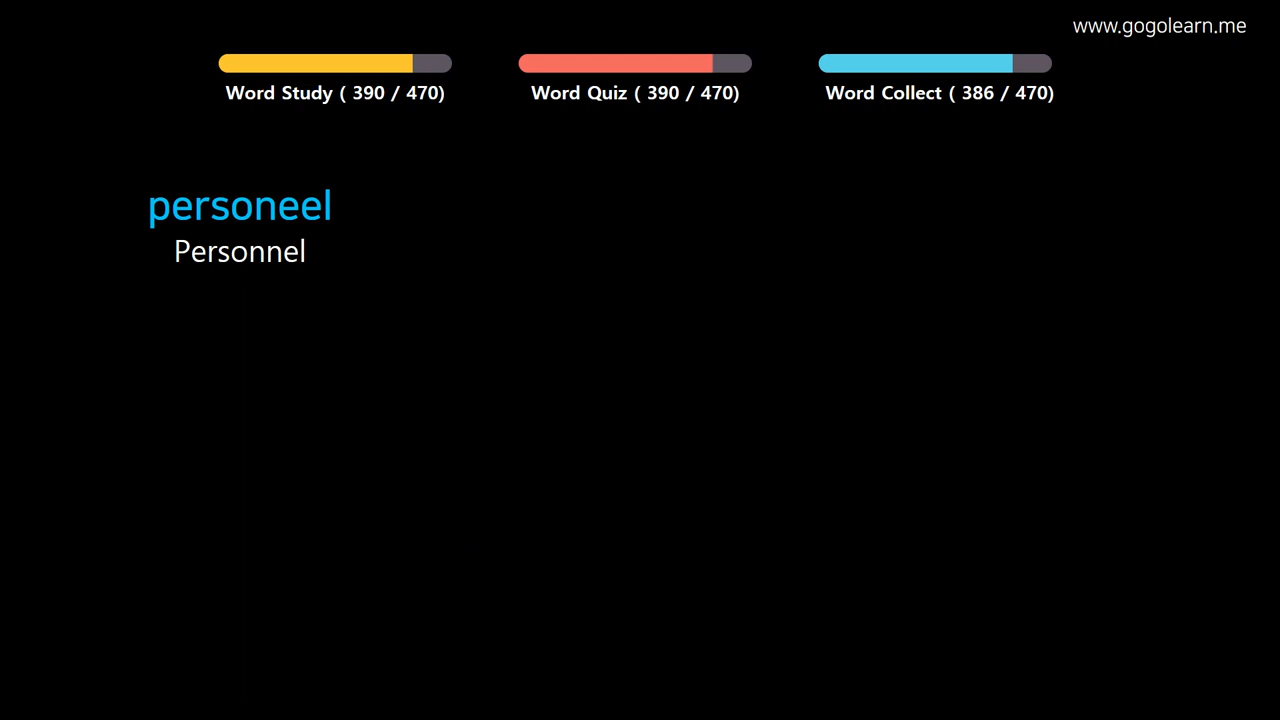 www.gogolearn.me
Word Study ( 390 / 470)
Word Quiz ( 390 / 470)
Word Collect ( 386 / 470)
personeel
Personnel